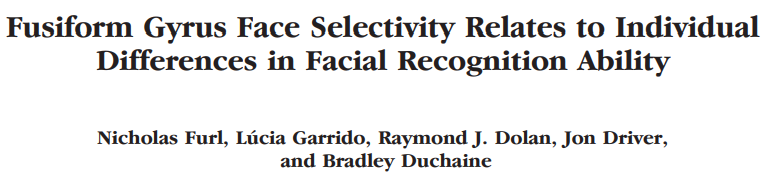 Fusiform Gyrus Face Selectivity Relates to Individual
Differences in Facial Recognition Ability
Nicholas Furl, Lúcia Garrido, Raymond J. Dolan, Jon Driver,
and Bradley Duchaine